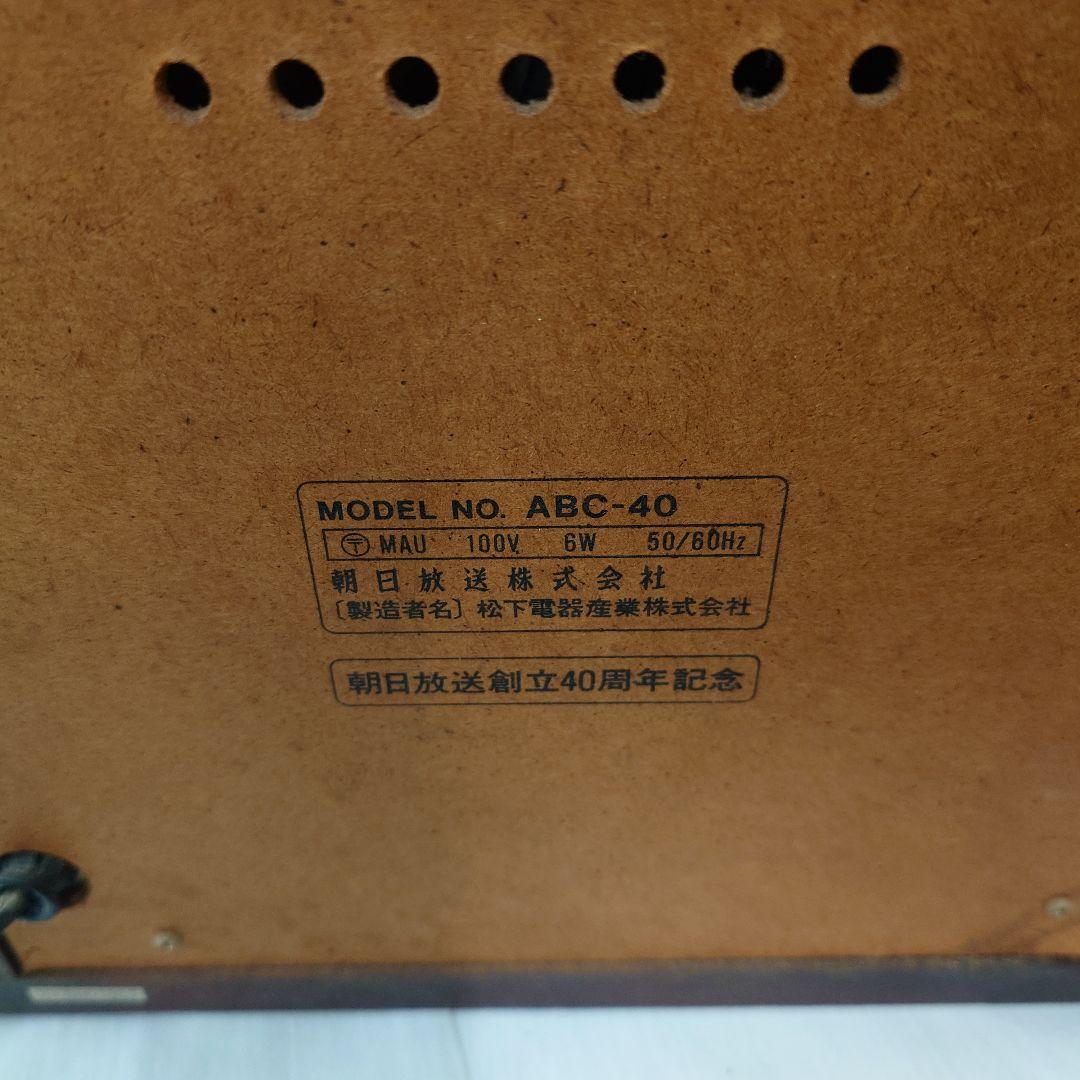 MODEL NO. ABC-40
〶 MAU 100V 6W 50/60Hz
朝日放送株式会社
〔製造者名〕松下電器産業株式会社
朝日放送創立40周年記念